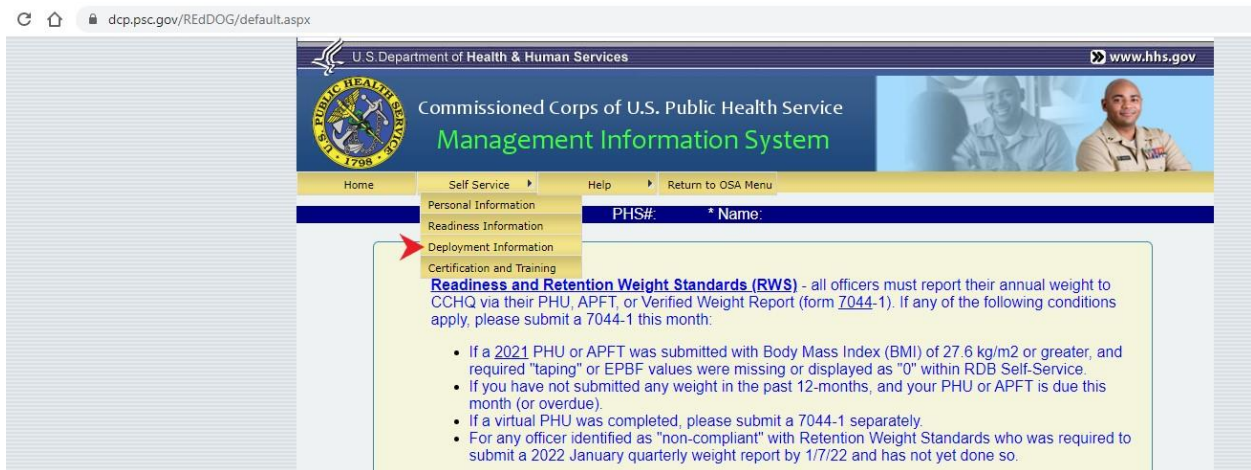 dcp.psc.gov/REdDOG/default.aspx
U.S.Department of Health & Human Services
www.hhs.gov
U.S. PUBLIC HEALTH SERVICE
1798
Commissioned Corps of U.S. Public Health Service
Management Information System
Home Self Service Help Return to OSA Menu
Personal Information
PHS#: * Name:
Readiness Information
Deployment Information
Certification and Training
Readiness and Retention Weight Standards (RWS) - all officers must report their annual weight to
CCHQ via their PHU, APFT, or Verified Weight Report (form 7044-1). If any of the following conditions
apply, please submit a 7044-1 this month:
• If a 2021 PHU or APFT was submitted with Body Mass Index (BMI) of 27.6 kg/m2 or greater, and
required "taping" or EPBF values were missing or displayed as "0" within RDB Self-Service.
• If you have not submitted any weight in the past 12-months, and your PHU or APFT is due this
month (or overdue).
• If a virtual PHU was completed, please submit a 7044-1 separately.
• For any officer identified as "non-compliant" with Retention Weight Standards who was required to
submit a 2022 January quarterly weight report by 1/7/22 and has not yet done so.